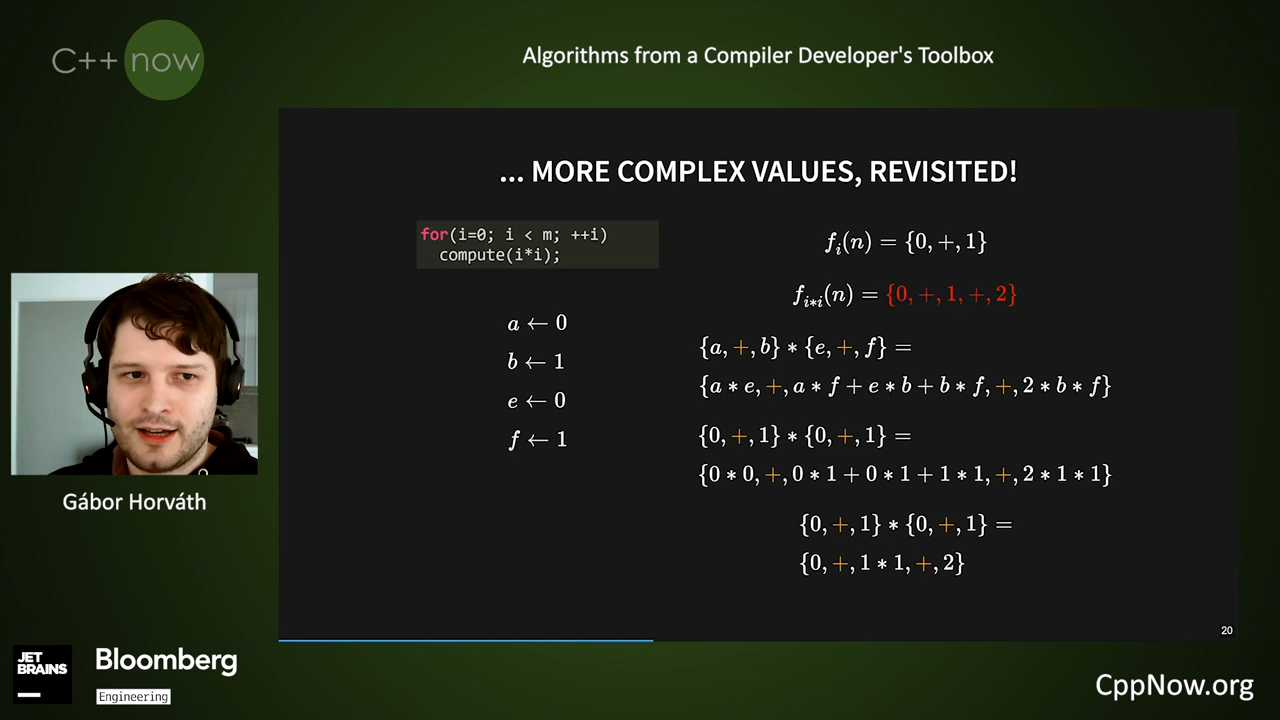 C++ now
Algorithms from a Compiler Developer's Toolbox
... MORE COMPLEX VALUES, REVISITED!
for(i=0; i < m; ++i)
compute(i*i);
a ← 0
b ← 1
e ← 0
f ← 1
f_i(n) = {0, +, 1}
f_{i*i}(n) = {0, +, 1, +, 2}
{a, +, b} * {e, +, f} =
{a * e, +, a * f + e * b + b * f, +, 2 * b * f}
{0, +, 1} * {0, +, 1} =
{0 * 0, +, 0 * 1 + 0 * 1 + 1 * 1, +, 2 * 1 * 1}
{0, +, 1} * {0, +, 1} =
{0, +, 1 * 1, +, 2}
20
Gábor Horváth
JET
BRAINS
Bloomberg
Engineering
CppNow.org